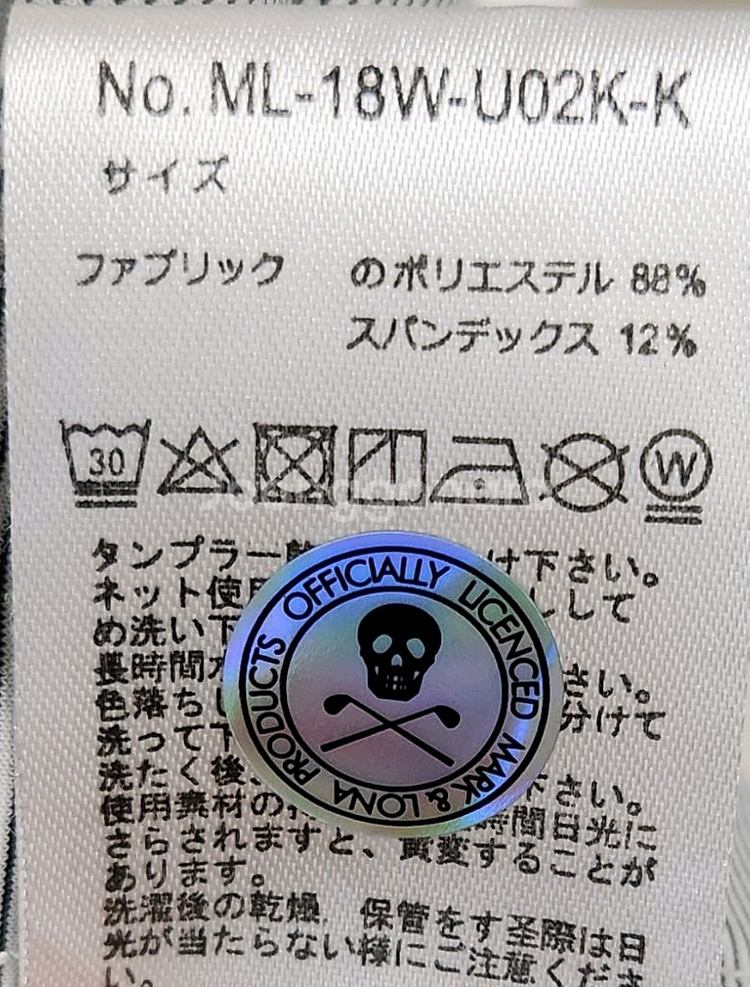 No. ML-18W-U02K-K
サイズ
ファブリック のポリエステル 88%
スパンデックス 12%
30
W
タンプラー け下さい。
ネット使 しして
め洗い下
長時間 さい。
色落ち 分けて
洗って下
洗たく後、 下さい。
使用素材の 時間日光に
さらされますと、質変することが
あります。
洗濯後の乾燥. 保管をす圣際は日
光が当たらない様にご注意くださ
い。
OFFICIALLY LICENCED MARK & LONA PRODUCTS